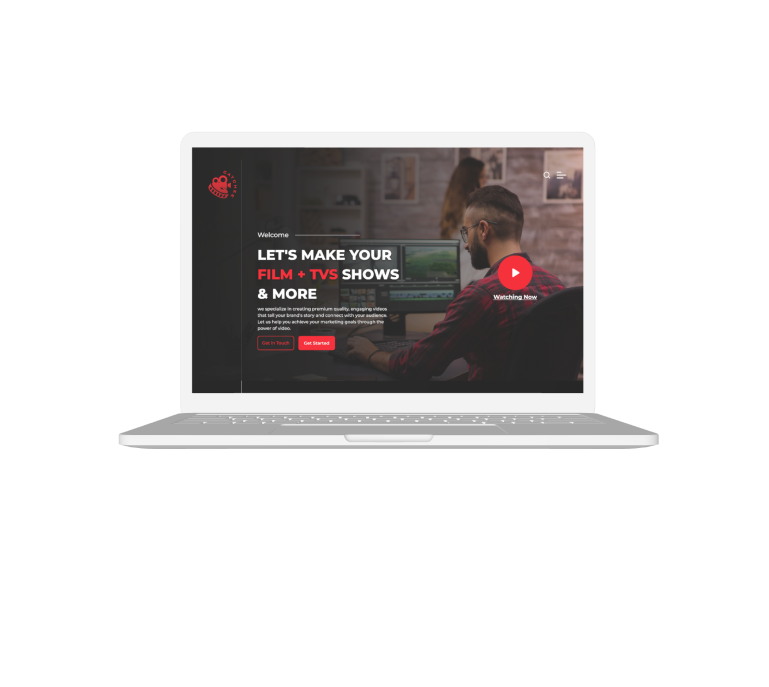 Welcome
LET'S MAKE YOUR
FILM + TVS SHOWS
& MORE
we specialize in creating premium quality, engaging videos
that tell your brand's story and connect with your audience.
Let us help you achieve your marketing goals through the
power of video.
Get in Touch
Get Started
Watching Now